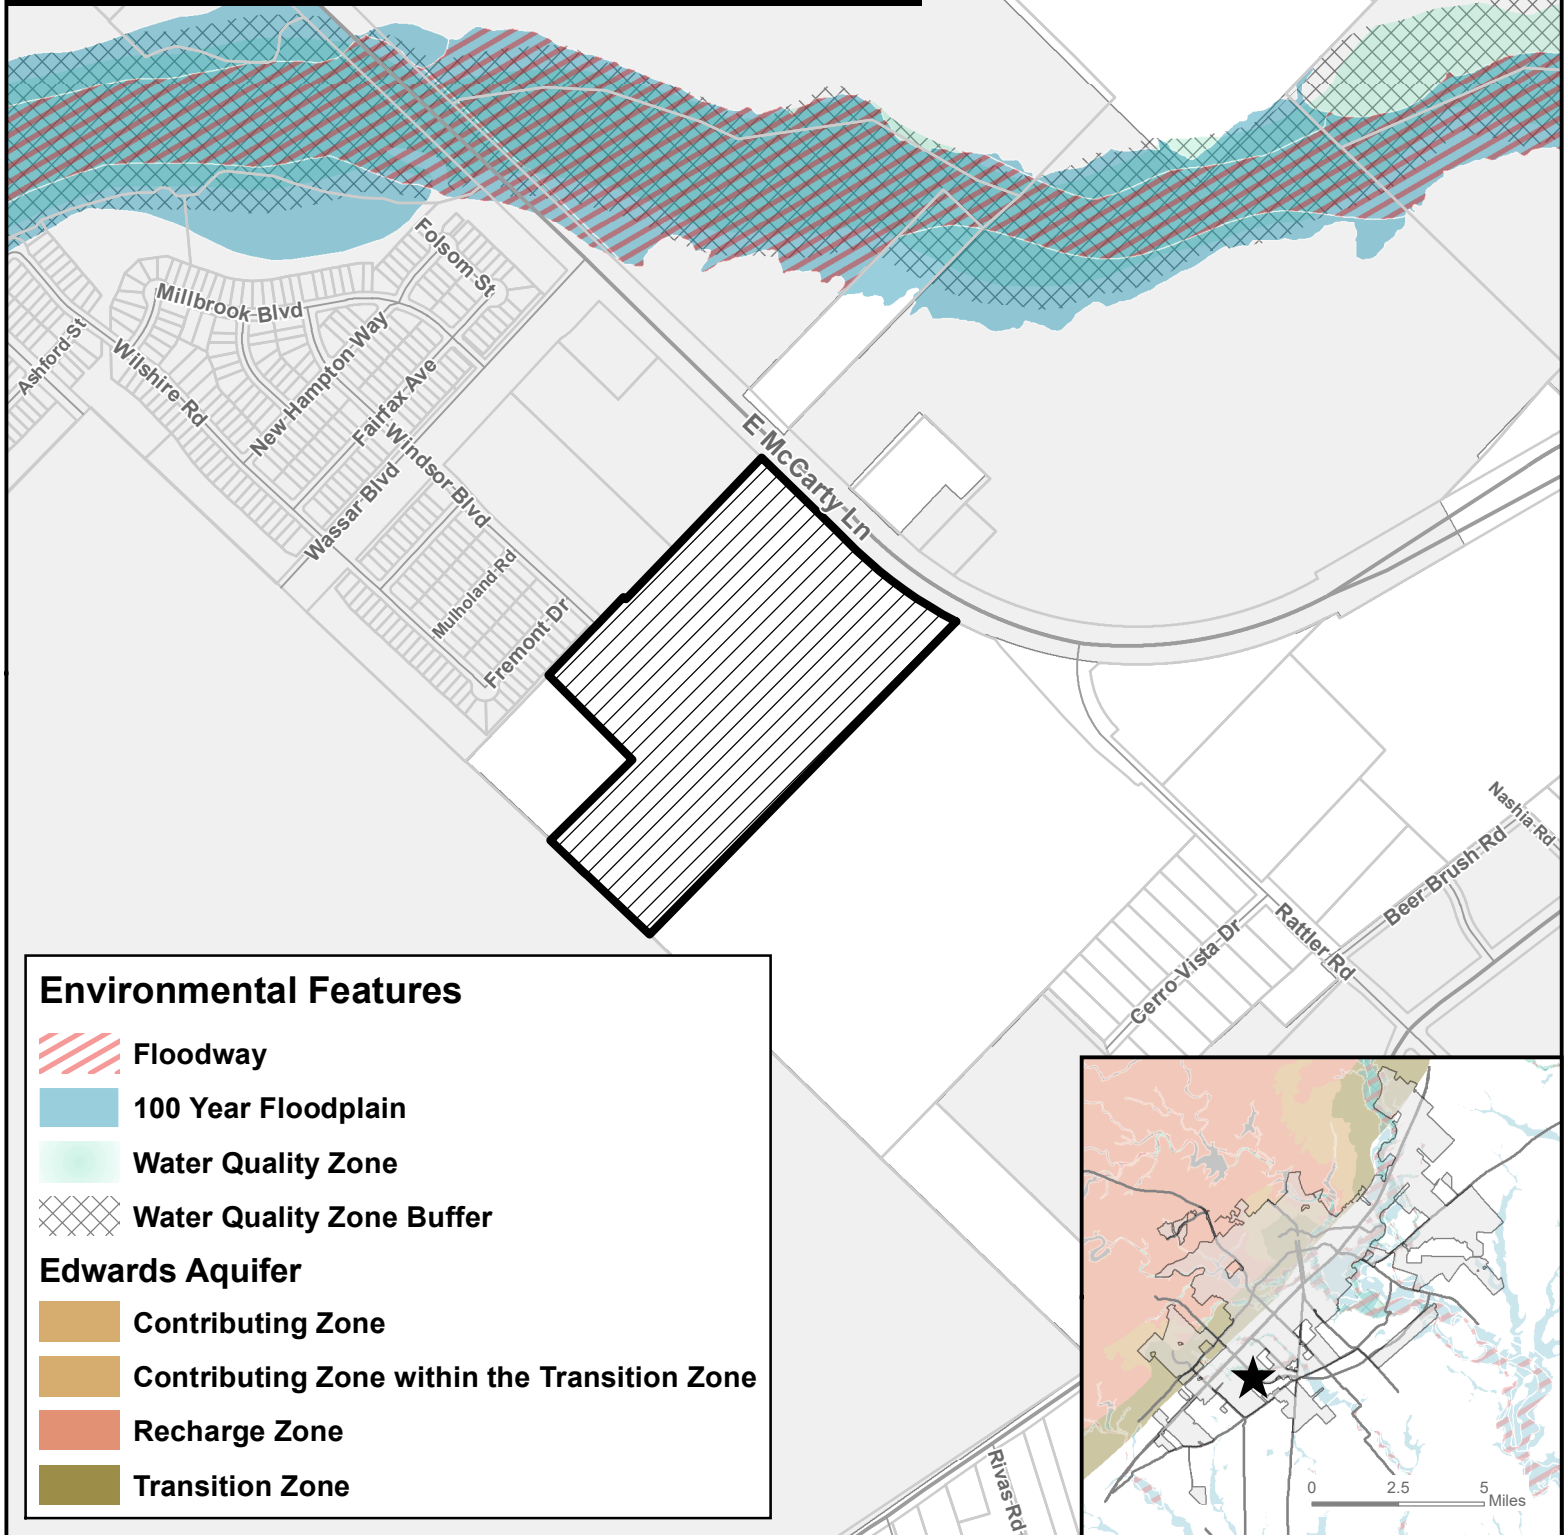 Folsom St
Millbrook Blvd
Ashford St
Wilshire Rd
New Hampton Way
Fairfax Ave
Windsor Blvd
Wassar Blvd
Mulholand Rd
Fremont Dr
E McCarty Ln
Nashia Rd
Beer Brush Rd
Rattler Rd
Cerro Vista Dr
Rivas Rd
Environmental Features
Floodway
100 Year Floodplain
Water Quality Zone
Water Quality Zone Buffer
Edwards Aquifer
Contributing Zone
Contributing Zone within the Transition Zone
Recharge Zone
Transition Zone
0 2.5 5
Miles